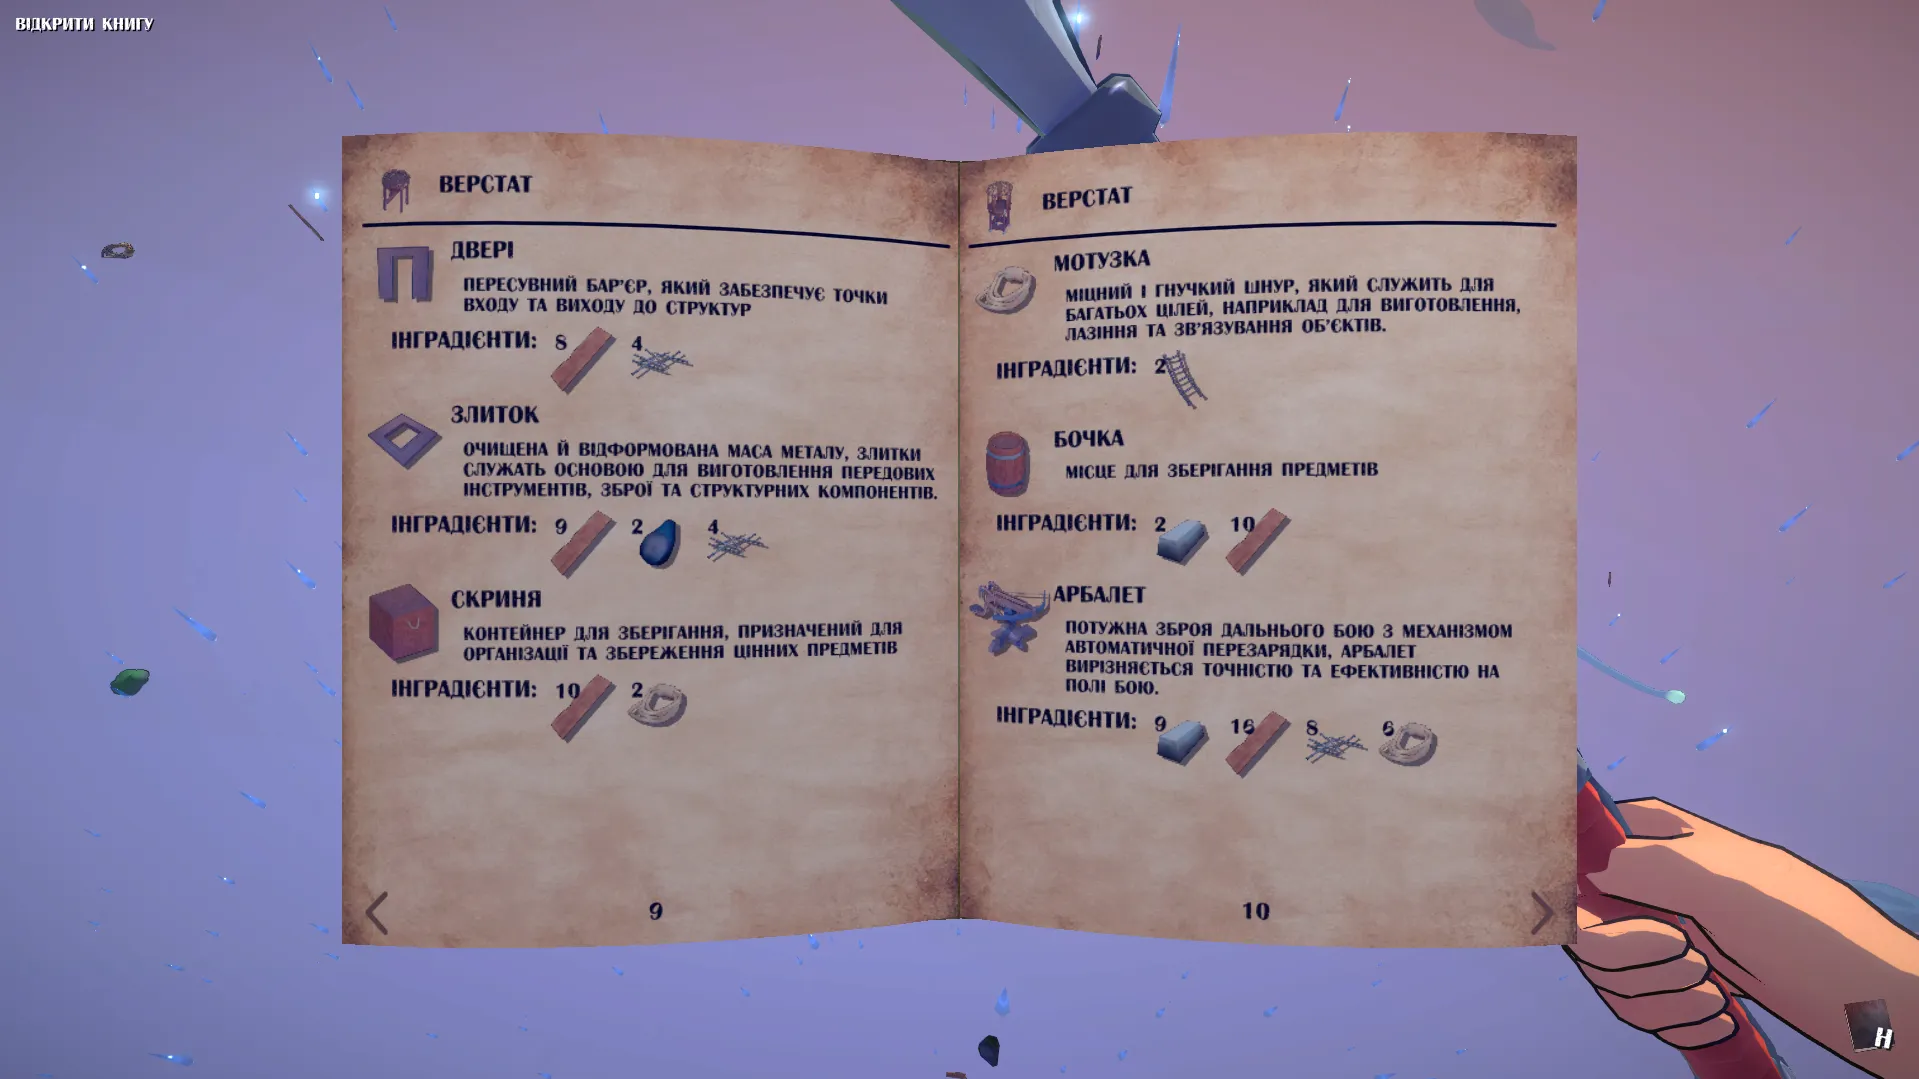 ВІДКРИТИ КНИГУ
ВЕРСТАТ
ДВЕРІ
ПЕРЕСУВНИЙ БАР'ЄР, ЯКИЙ ЗАБЕЗПЕЧУЄ ТОЧКИ
ВХОДУ ТА ВИХОДУ ДО СТРУКТУР
ІНГРАДІЄНТИ: 8 4
ЗЛИТОК
ОЧИЩЕНА Й ВІДФОРМОВАНА МАСА МЕТАЛУ, ЗЛИТКИ
СЛУЖАТЬ ОСНОВОЮ ДЛЯ ВИГОТОВЛЕННЯ ПЕРЕДОВИХ
ІНСТРУМЕНТІВ, ЗБРОЇ ТА СТРУКТУРНИХ КОМПОНЕНТІВ.
ІНГРАДІЄНТИ: 9 2 4
СКРИНЯ
КОНТЕЙНЕР ДЛЯ ЗБЕРІГАННЯ, ПРИЗНАЧЕНИЙ ДЛЯ
ОРГАНІЗАЦІЇ ТА ЗБЕРЕЖЕННЯ ЦІННИХ ПРЕДМЕТІВ
ІНГРАДІЄНТИ: 10 2
9
ВЕРСТАТ
МОТУЗКА
МІЦНИЙ І ГНУЧКИЙ ШНУР, ЯКИЙ СЛУЖИТЬ ДЛЯ
БАГАТЬОХ ЦІЛЕЙ, НАПРИКЛАД ДЛЯ ВИГОТОВЛЕННЯ,
ЛАЗІННЯ ТА ЗВ'ЯЗУВАННЯ ОБ'ЄКТІВ.
ІНГРАДІЄНТИ: 2
БОЧКА
МІСЦЕ ДЛЯ ЗБЕРІГАННЯ ПРЕДМЕТІВ
ІНГРАДІЄНТИ: 2 10
АРБАЛЕТ
ПОТУЖНА ЗБРОЯ ДАЛЬНЬОГО БОЮ З МЕХАНІЗМОМ
АВТОМАТИЧНОЇ ПЕРЕЗАРЯДКИ, АРБАЛЕТ
ВИРІЗНЯЄТЬСЯ ТОЧНІСТЮ ТА ЕФЕКТИВНІСТЮ НА
ПОЛІ БОЮ.
ІНГРАДІЄНТИ: 9 16 8 6
10
H